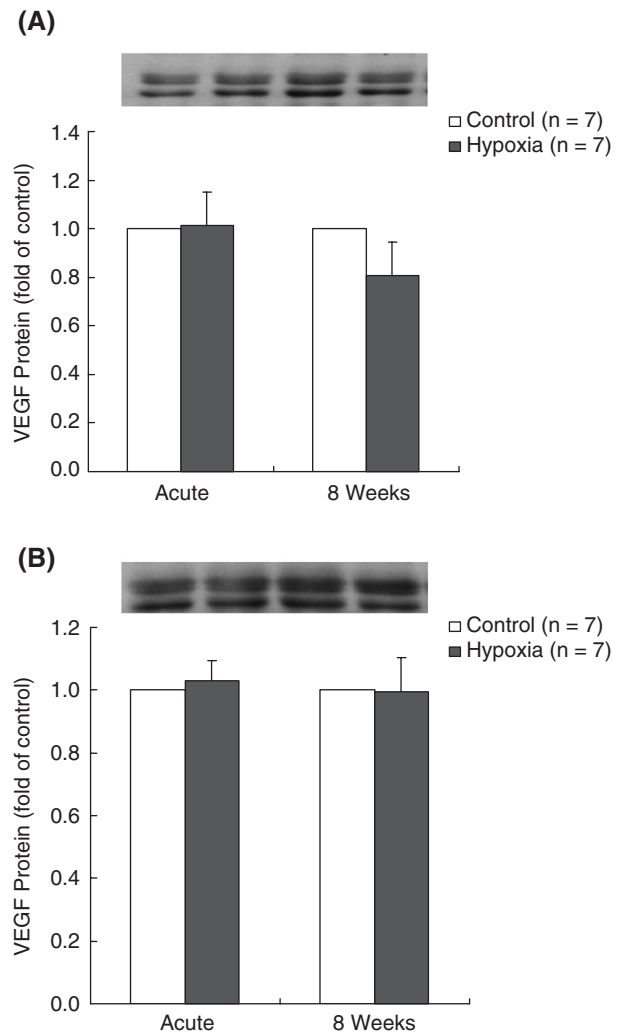 (A)
Control (n = 7)
Hypoxia (n = 7)
1.4
1.2
1.0
0.8
0.6
0.4
0.2
0.0
VEGF Protein (fold of control)
Acute
8 Weeks
(B)
Control (n = 7)
Hypoxia (n = 7)
1.2
1.0
0.8
0.6
0.4
0.2
0.0
VEGF Protein (fold of control)
Acute
8 Weeks